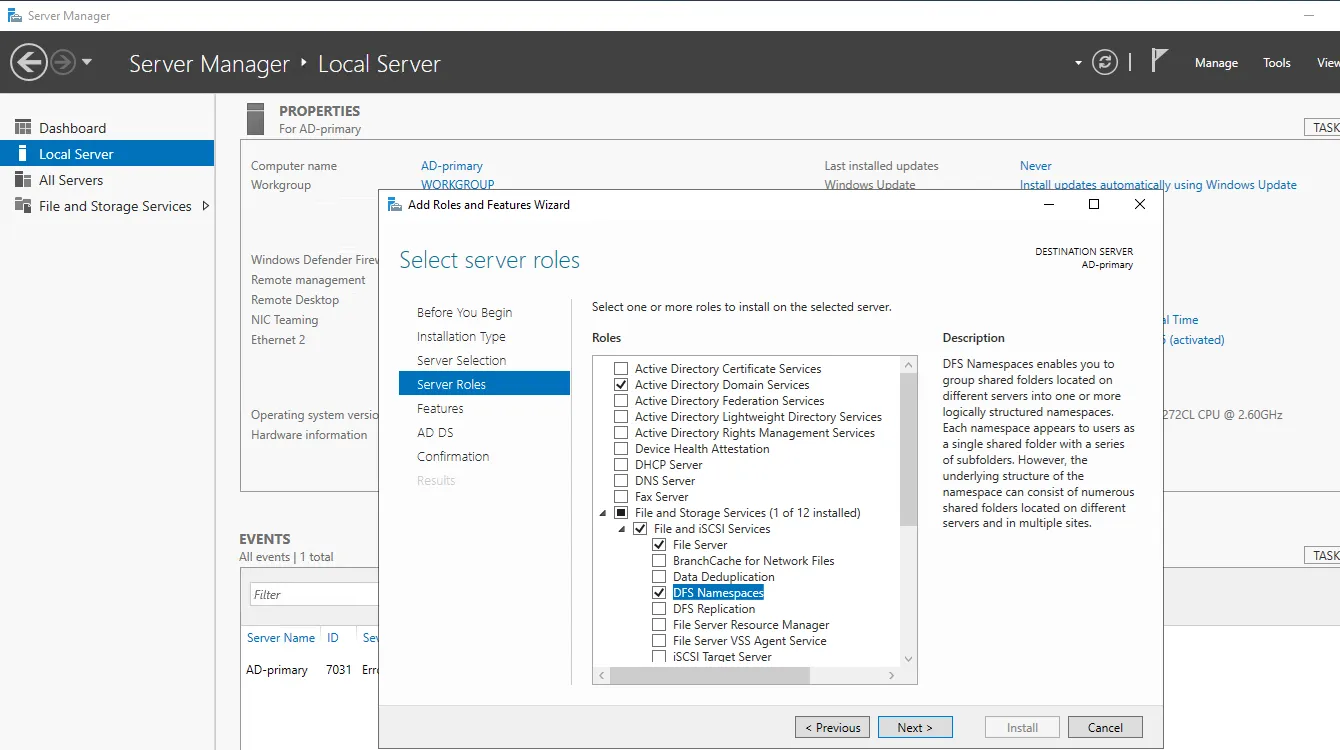 Server Manager
Server Manager ‣ Local Server
Manage Tools View
Dashboard
Local Server
All Servers
File and Storage Services
PROPERTIES
For AD-primary
TASK
Computer name AD-primary
Workgroup WORKGROUP
Last installed updates Never
Windows Update Install updates automatically using Windows Update
Windows Defender Firew
Remote management
Remote Desktop
NIC Teaming
Ethernet 2
Operating system versio
Hardware information
al Time
(activated)
272CL CPU @ 2.60GHz
Add Roles and Features Wizard
Select server roles
DESTINATION SERVER
AD-primary
Before You Begin
Installation Type
Server Selection
Server Roles
Features
AD DS
Confirmation
Results
Select one or more roles to install on the selected server.
Roles
Active Directory Certificate Services
Active Directory Domain Services
Active Directory Federation Services
Active Directory Lightweight Directory Services
Active Directory Rights Management Services
Device Health Attestation
DHCP Server
DNS Server
Fax Server
File and Storage Services (1 of 12 installed)
File and iSCSI Services
File Server
BranchCache for Network Files
Data Deduplication
DFS Namespaces
DFS Replication
File Server Resource Manager
File Server VSS Agent Service
iSCSI Target Server
Description
DFS Namespaces enables you to
group shared folders located on
different servers into one or more
logically structured namespaces.
Each namespace appears to users as
a single shared folder with a series
of subfolders. However, the
underlying structure of the
namespace can consist of numerous
shared folders located on different
servers and in multiple sites.
< Previous
Next >
Install
Cancel
EVENTS
All events | 1 total
TASK
Filter
Server Name ID Sev
AD-primary 7031 Erro